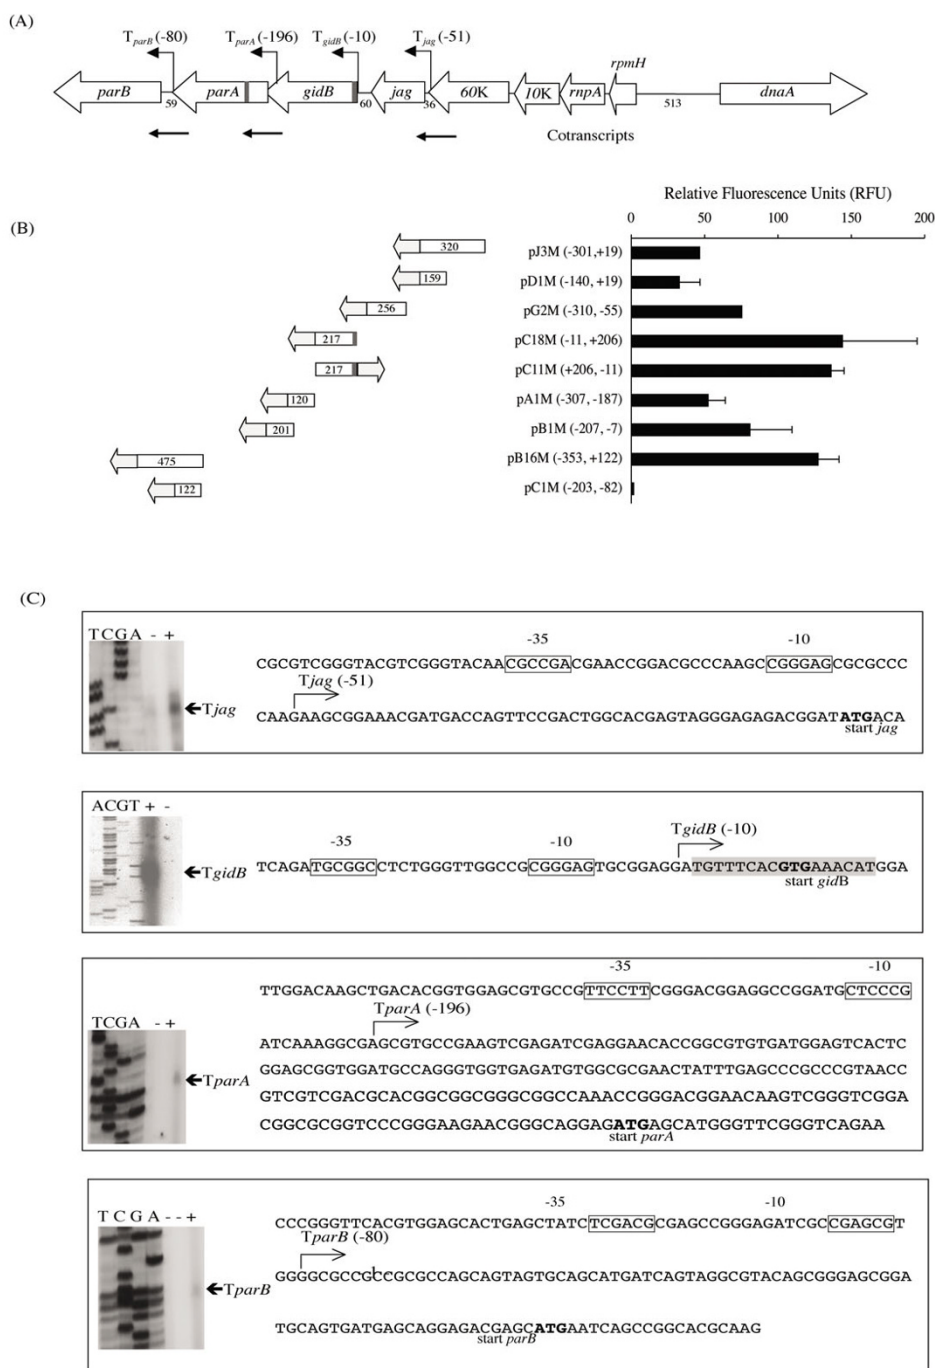 (A)
TparB (-80) TparA (-196) TgidB (-10) Tjag (-51)
rpmH
parB parA gidB jag 60K 10K rnpA dnaA
59 60 36 513
Cotranscripts
Relative Fluorescence Units (RFU)
0 50 100 150 200
(B)
320 pJ3M (-301,+19)
159 pD1M (-140, +19)
256 pG2M (-310, -55)
217 pC18M (-11, +206)
217 pC11M (+206, -11)
120 pA1M (-307, -187)
201 pB1M (-207, -7)
475 pB16M (-353, +122)
122 pC1M (-203, -82)
(C)
TCGA - +
-35 -10
CGCGTCGGGTACGTCGGGTACAACGCCGACGAACCGGACGCCCAAGCCGGGAGCGCGCCC
Tjag (-51)
Tjag
CAAGAAGCGGAAACGATGACCAGTTCCGACTGGCACGAGTAGGGAGAGACGGATATGACA
start jag
ACGT + -
TgidB (-10)
-35 -10
TgidB
TCAGATGCGGCCTCTGGGTTGGCCGCGGGAGTGCGGAGGATGTTTCACGTGAAACATGGA
start gidB
-35 -10
TTGGACAAGCTGACACGGTGGAGCGTGCCGTTCCTTCGGGACGGAGGCCGGATGCTCCCG
TparA (-196)
TCGA - +
ATCAAAGGCGAGCGTGCCGAAGTCGAGATCGAGGAACACCGGCGTGTGATGGAGTCACTC
GGAGCGGTGGATGCCAGGGTGGTGAGATGTGGCGCGAACTATTTGAGCCCGCCCGTAACC
TparA
GTCGTCGACGCACGGCGGCGGGCGGCCAAACCGGGACGGAACAAGTCGGGTCGGA
CGGCGCGGTCCCGGGAAGAACGGGCAGGAGATGAGCATGGGTTCGGGTCAGAA
start parA
-35 -10
T C G A - - +
CCCGGGTTCACGTGGAGCACTGAGCTATCTCGACGCGAGCCGGGAGATCGCCGAGCGT
TparB (-80)
GGGGCGCCGCCGCGCCAGCAGTAGTGCAGCATGATCAGTAGGCGTACAGCGGGAGCGGA
TparB
TGCAGTGATGAGCAGGAGACGAGCATGAATCAGCCGGCACGCAAG
start parB